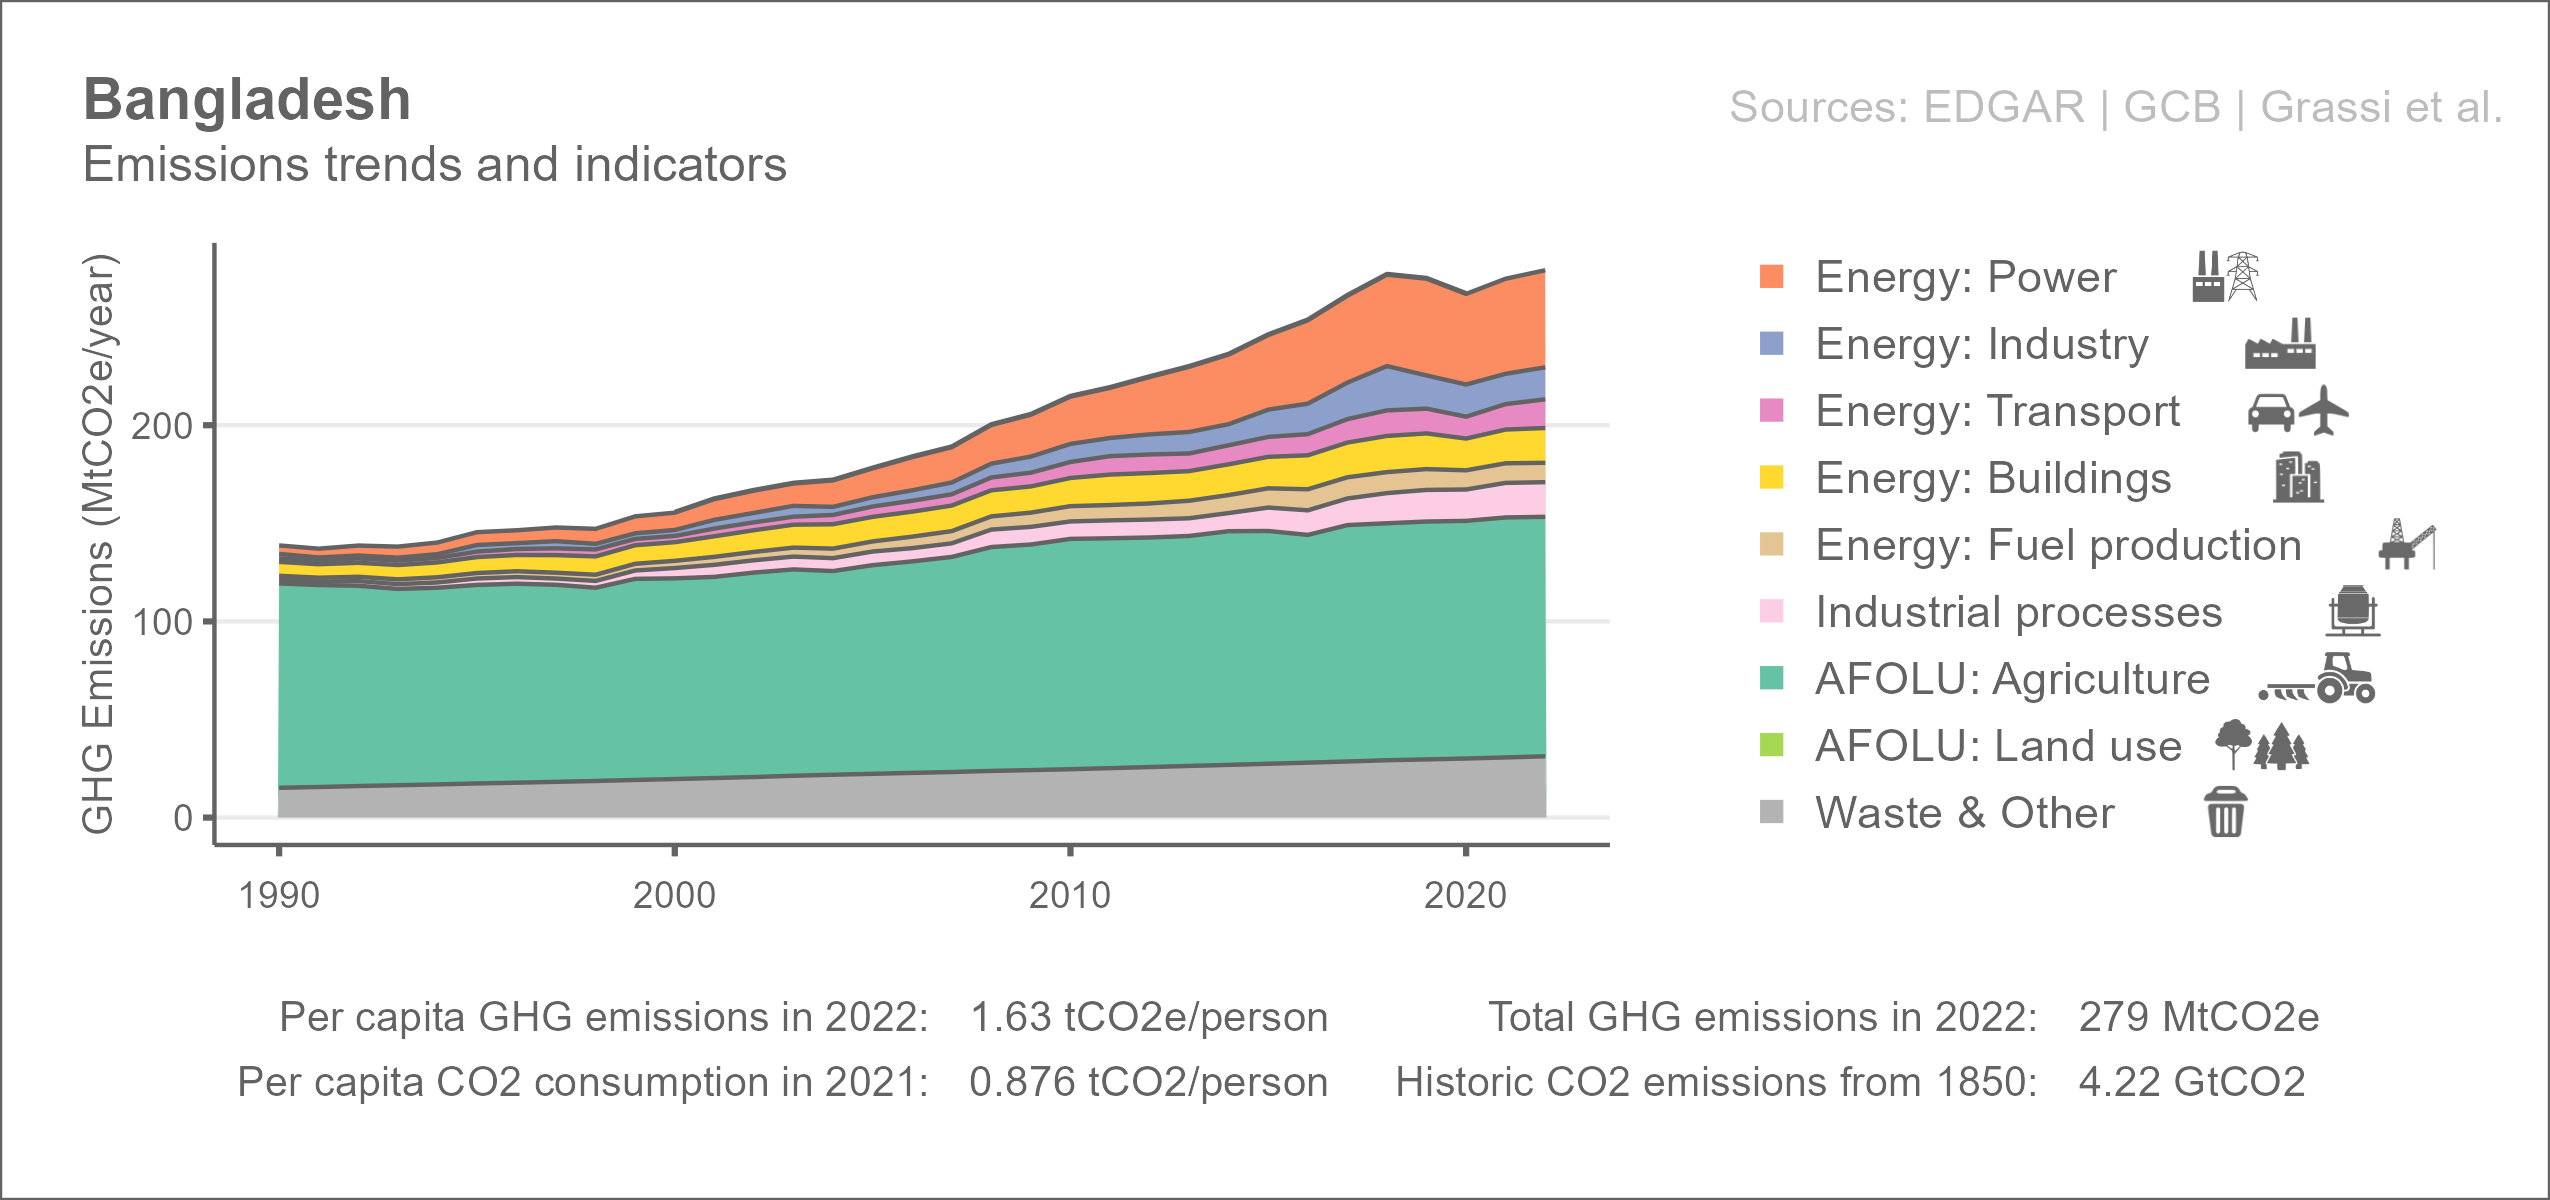 Bangladesh
Sources: EDGAR | GCB | Grassi et al.
Emissions trends and indicators
GHG Emissions (MtCO2e/year)
200
100
0
1990
2000
2010
2020
Energy: Power
Energy: Industry
Energy: Transport
Energy: Buildings
Energy: Fuel production
Industrial processes
AFOLU: Agriculture
AFOLU: Land use
Waste & Other
Per capita GHG emissions in 2022: 1.63 tCO2e/person
Total GHG emissions in 2022: 279 MtCO2e
Per capita CO2 consumption in 2021: 0.876 tCO2/person
Historic CO2 emissions from 1850: 4.22 GtCO2